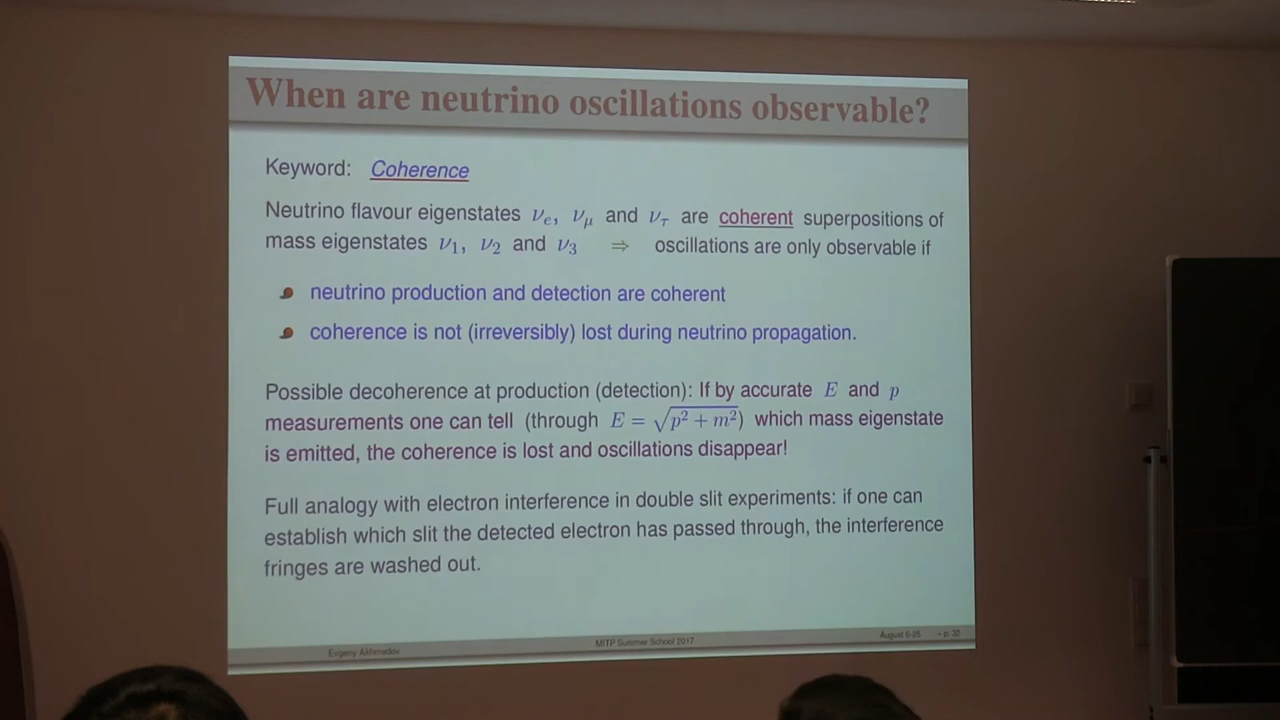 When are neutrino oscillations observable?
Keyword: Coherence
Neutrino flavour eigenstates νe, νμ and ντ are coherent superpositions of
mass eigenstates ν1, ν2 and ν3 ⇒ oscillations are only observable if
neutrino production and detection are coherent
coherence is not (irreversibly) lost during neutrino propagation.
Possible decoherence at production (detection): If by accurate E and p
measurements one can tell (through E = √(p² + m²)) which mass eigenstate
is emitted, the coherence is lost and oscillations disappear!
Full analogy with electron interference in double slit experiments: if one can
establish which slit the detected electron has passed through, the interference
fringes are washed out.
Evgeny Akhmedov MITP Summer School 2017 August 6-25 – p. 32